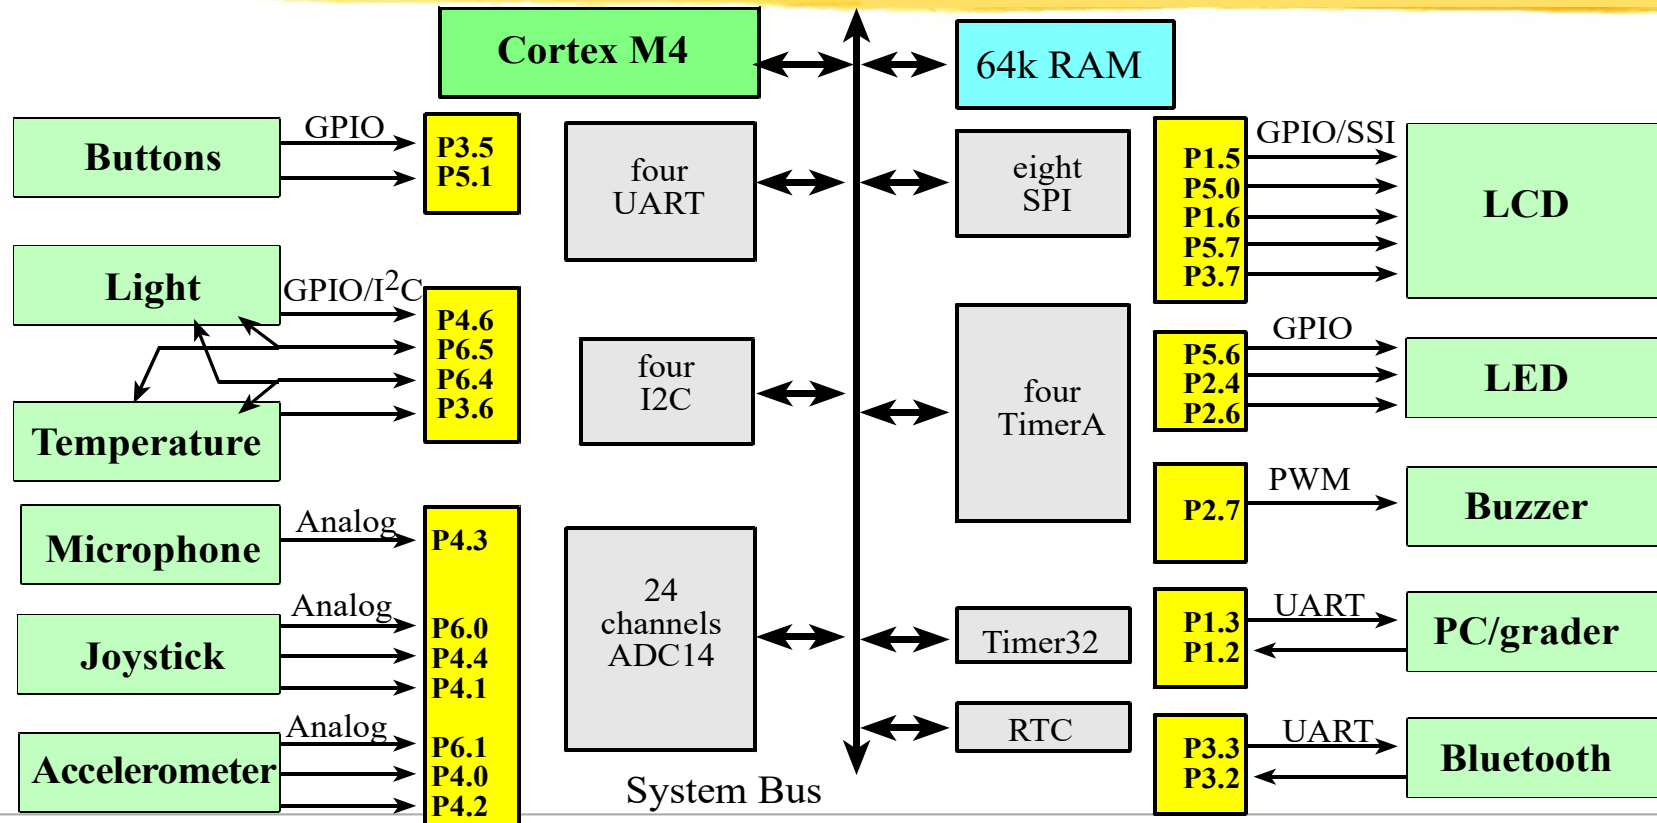 Cortex M4
64k RAM
Buttons
GPIO
P3.5
P5.1
four
UART
eight
SPI
P1.5
P5.0
P1.6
P5.7
P3.7
GPIO/SSI
LCD
Light
GPIO/I²C
P4.6
P6.5
P6.4
P3.6
Temperature
four
I2C
four
TimerA
P5.6
P2.4
P2.6
GPIO
LED
P2.7
PWM
Buzzer
Microphone
Analog
P4.3
Joystick
Analog
P6.0
P4.4
P4.1
Accelerometer
Analog
P6.1
P4.0
P4.2
24
channels
ADC14
Timer32
RTC
P1.3
P1.2
UART
PC/grader
P3.3
P3.2
UART
Bluetooth
System Bus